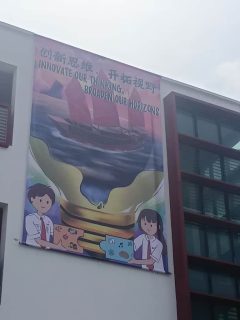 创新思维，开拓视野
INNOVATE OUR THINKING,
BROADEN OUR HORIZONS